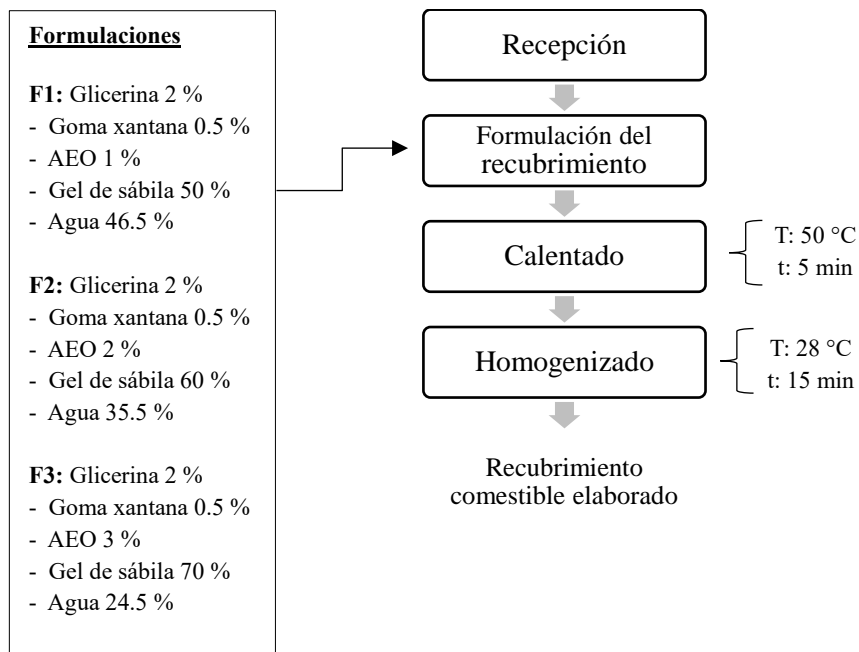 Formulaciones
F1: Glicerina 2 %
- Goma xantana 0.5 %
- AEO 1 %
- Gel de sábila 50 %
- Agua 46.5 %
F2: Glicerina 2 %
- Goma xantana 0.5 %
- AEO 2 %
- Gel de sábila 60 %
- Agua 35.5 %
F3: Glicerina 2 %
- Goma xantana 0.5 %
- AEO 3 %
- Gel de sábila 70 %
- Agua 24.5 %
Recepción
Formulación del
recubrimiento
Calentado
T: 50 °C
t: 5 min
Homogenizado
T: 28 °C
t: 15 min
Recubrimiento
comestible elaborado